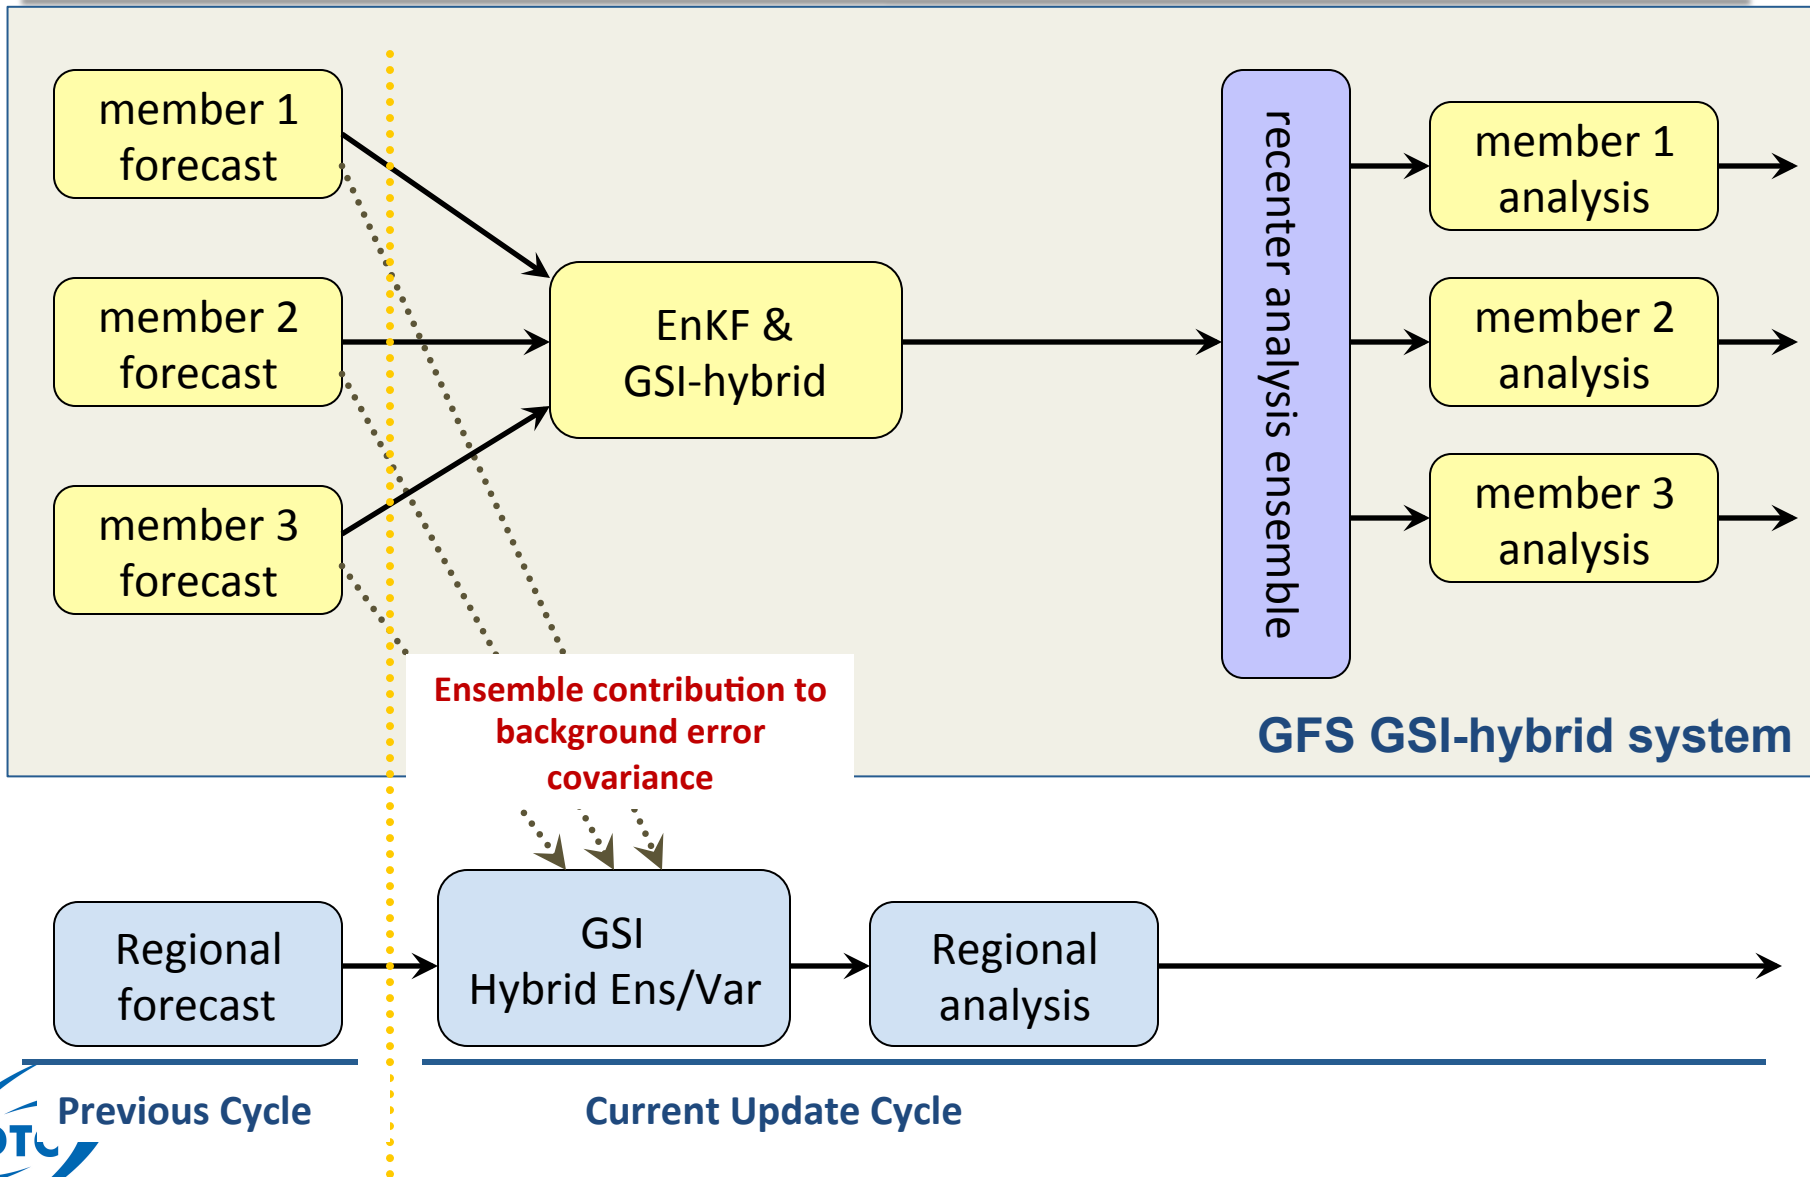 member 1
forecast
member 2
forecast
member 3
forecast
EnKF &
GSI-hybrid
recenter analysis ensemble
member 1
analysis
member 2
analysis
member 3
analysis
Ensemble contribution to
background error
covariance
GFS GSI-hybrid system
Regional
forecast
GSI
Hybrid Ens/Var
Regional
analysis
Previous Cycle
Current Update Cycle
DTC